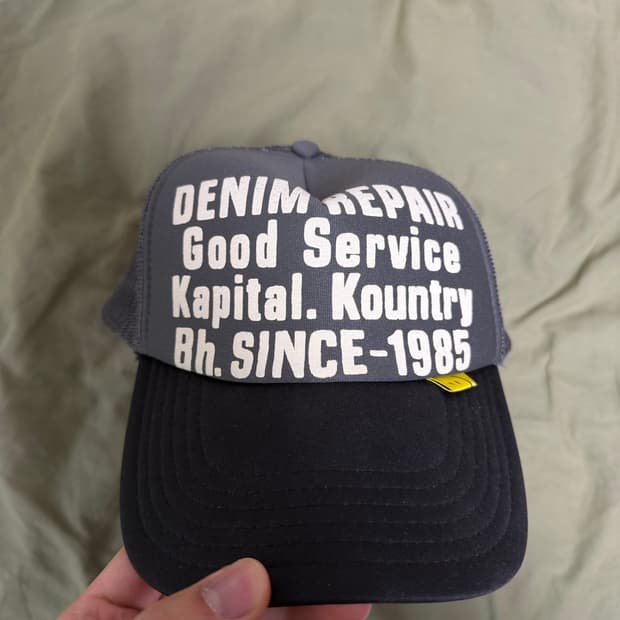 DENIM REPAIR
Good Service
Kapital. Kountry
Bh. SINCE-1985